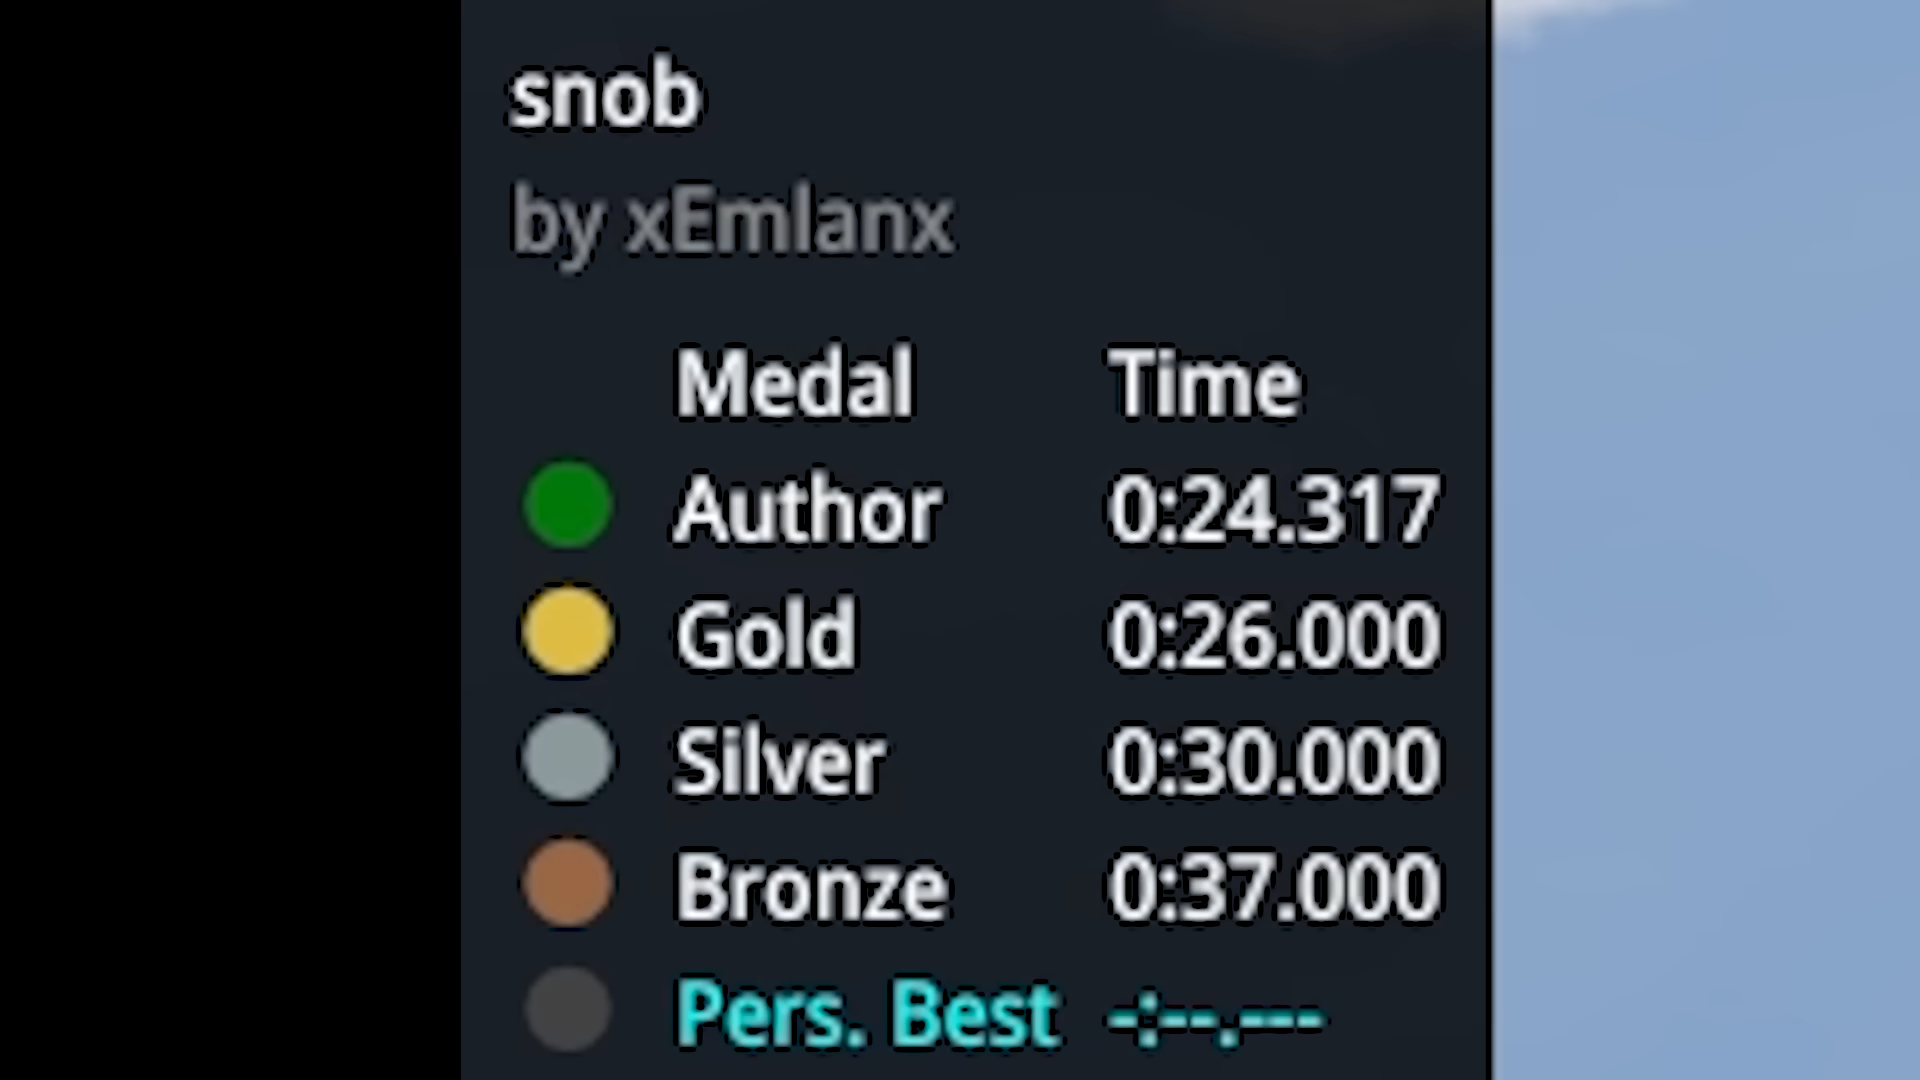 snob
by xEmlanx
Medal Time
Author 0:24.317
Gold 0:26.000
Silver 0:30.000
Bronze 0:37.000
Pers. Best -:--.---